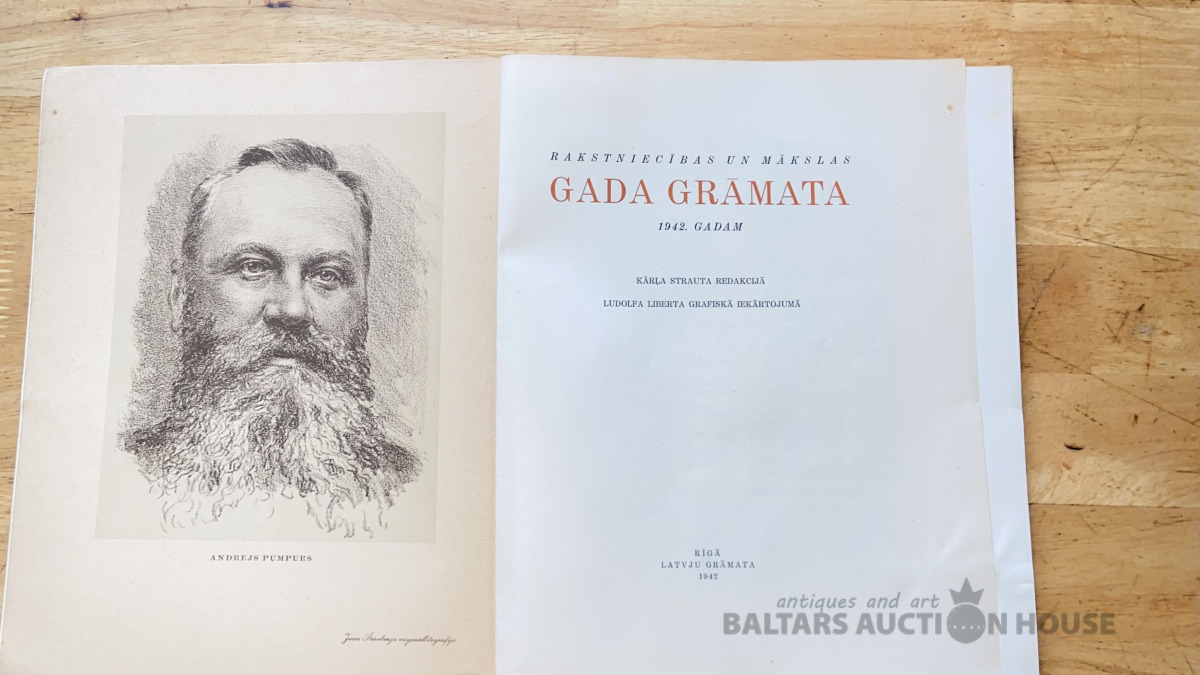 ANDREJS PUMPURS
RAKSTNIECĪBAS UN MĀKSLAS
GADA GRĀMATA
1942. GADAM
KĀRĻA STRAUTA REDAKCIJĀ
LUDOLFA LIBERTA GRAFISKĀ IEKĀRTOJUMĀ
RĪGĀ
LATVJU GRĀMATA
1942
antiques and art
BALTARS AUCTION HOUSE